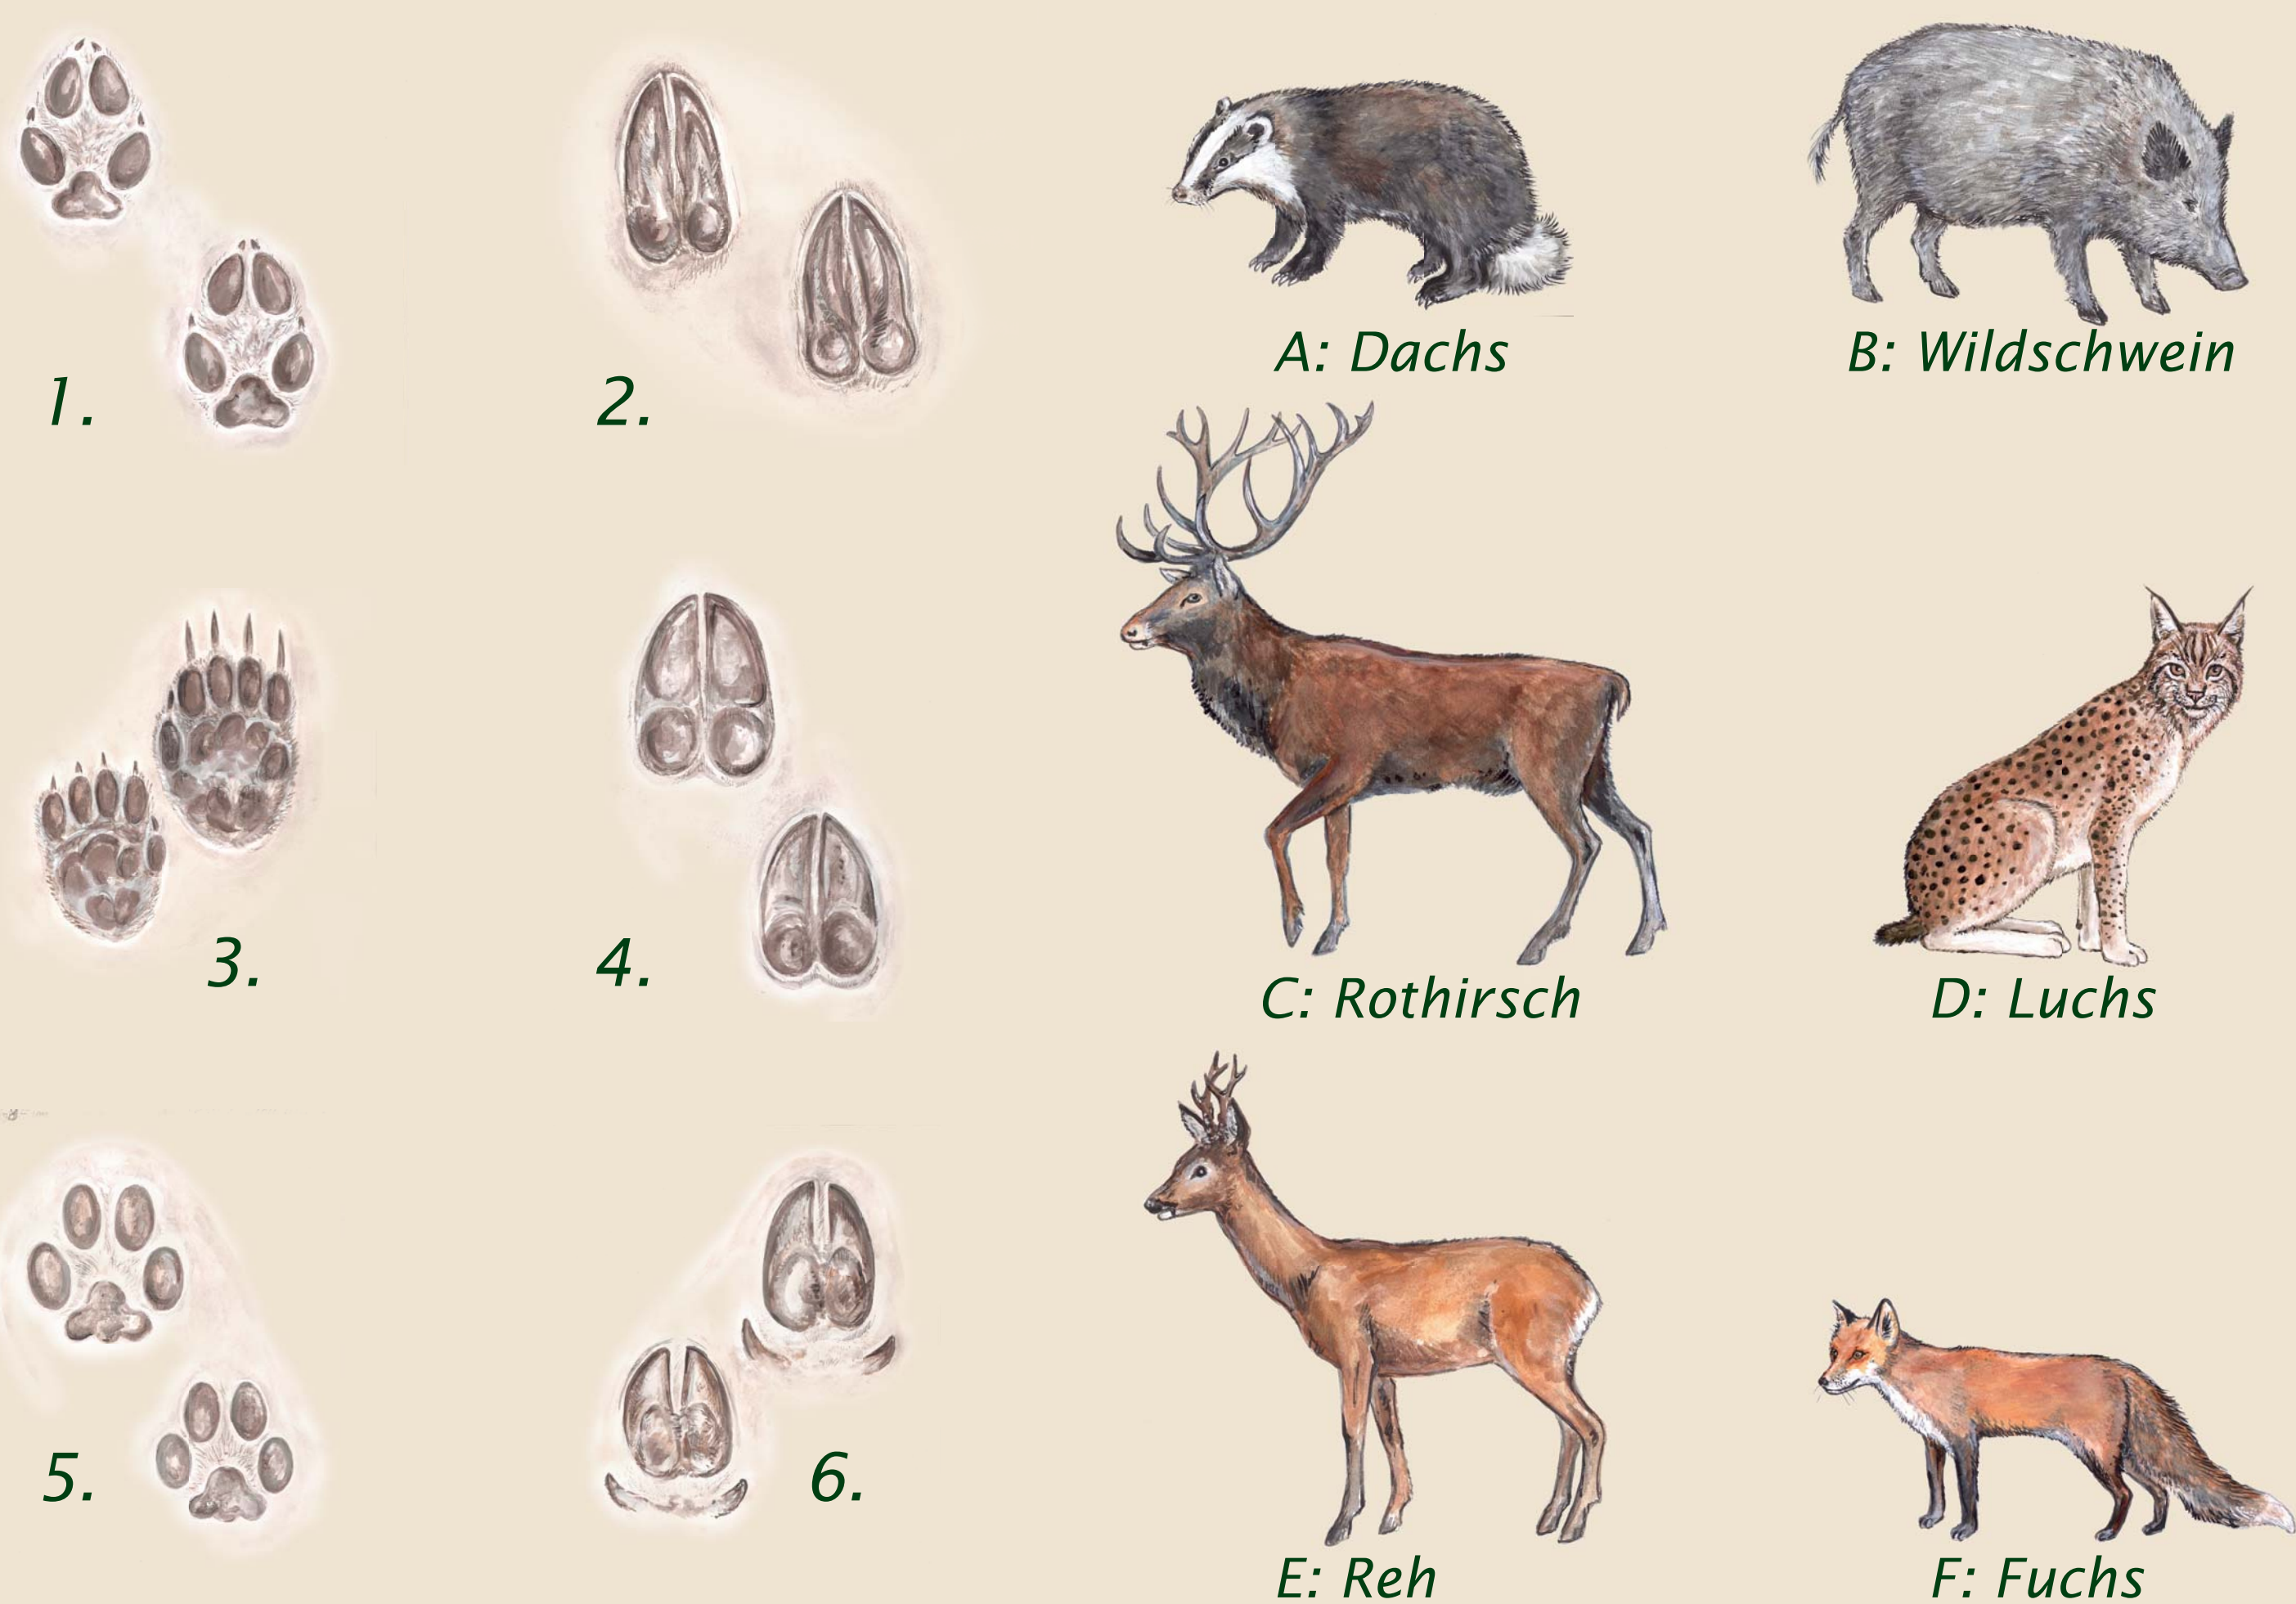 1.
2.
A: Dachs
B: Wildschwein
3.
4.
C: Rothirsch
D: Luchs
5.
6.
E: Reh
F: Fuchs